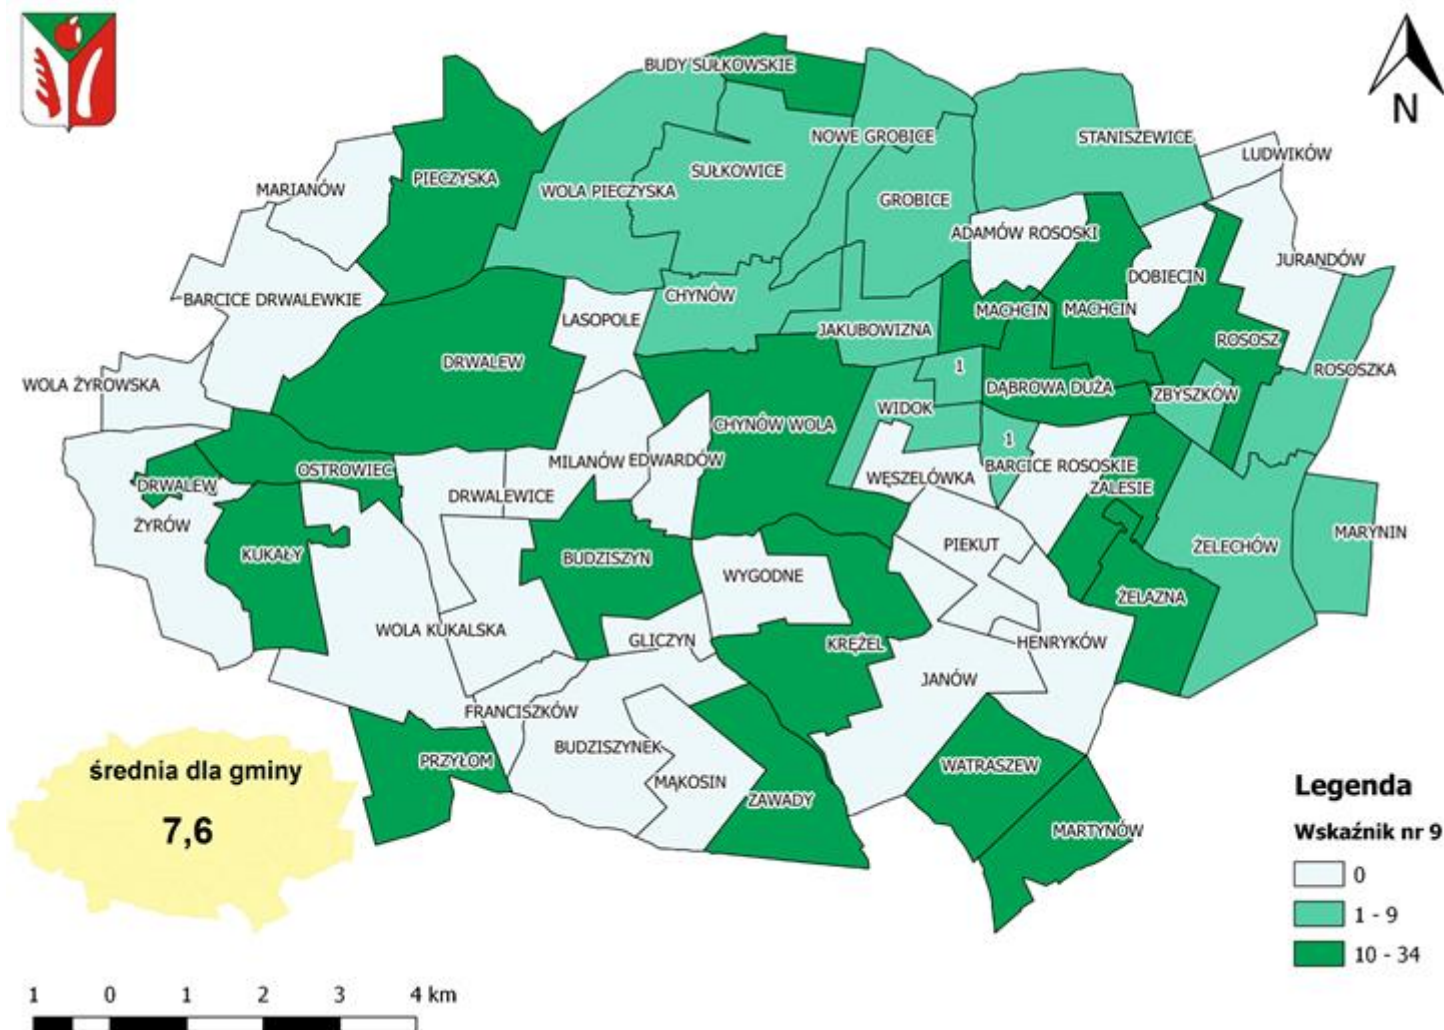 BUDY SUŁKOWSKIE
NOWE GROBICE
STANISZEWICE
LUDWIKÓW
SUŁKOWICE
PIECZYSKA
WOLA PIECZYSKA
MARIANÓW
GROBICE
ADAMÓW ROSOSKI
JURANDÓW
DOBIECIN
BARCICE DRWALEWKIE
CHYNÓW
LASOPOLE
MACHCIN
MACHCIN
JAKUBOWIZNA
ROSOSZ
DRWALEW
1
ROSOSZKA
WOLA ŻYROWSKA
DĄBROWA DUŻA
ZBYSZKÓW
WIDOK
CHYNÓW WOLA
1
OSTROWIEC
MILANÓW
EDWARDÓW
BARCICE ROSOSKIE
DRWALEW
WĘSZELÓWKA
ZALESIE
DRWALEWICE
ŻYRÓW
MARYNIN
PIEKUT
ŻELECHÓW
KUKAŁY
BUDZISZYN
WYGODNE
ŻELAZNA
WOLA KUKALSKA
GLICZYN
KRĘŻEL
HENRYKÓW
JANÓW
FRANCISZKÓW
BUDZISZYNEK
PRZYŁOM
WATRASZEW
MĄKOSIN
ZAWADY
MARTYNÓW
N
średnia dla gminy
7,6
Legenda
Wskaźnik nr 9
0
1 - 9
10 - 34
1 0 1 2 3 4 km